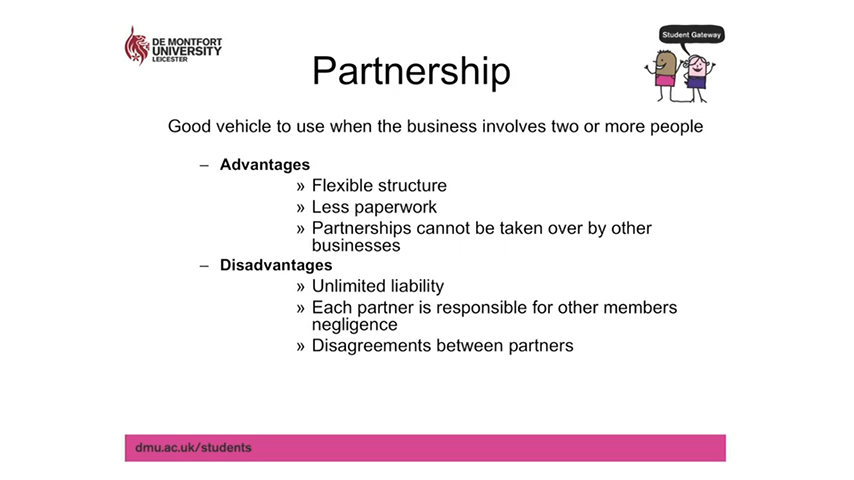 DE MONTFORT
UNIVERSITY
LEICESTER
Student Gateway
Partnership
Good vehicle to use when the business involves two or more people
– Advantages
» Flexible structure
» Less paperwork
» Partnerships cannot be taken over by other
businesses
– Disadvantages
» Unlimited liability
» Each partner is responsible for other members
negligence
» Disagreements between partners
dmu.ac.uk/students